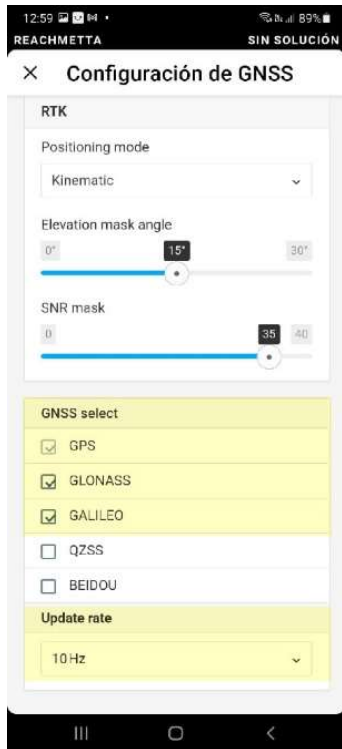 12:59
89%
REACHMETTA SIN SOLUCIÓN
× Configuración de GNSS
RTK
Positioning mode
Kinematic
Elevation mask angle
0° 15° 30°
SNR mask
0 35 40
GNSS select
GPS
GLONASS
GALILEO
QZSS
BEIDOU
Update rate
10 Hz